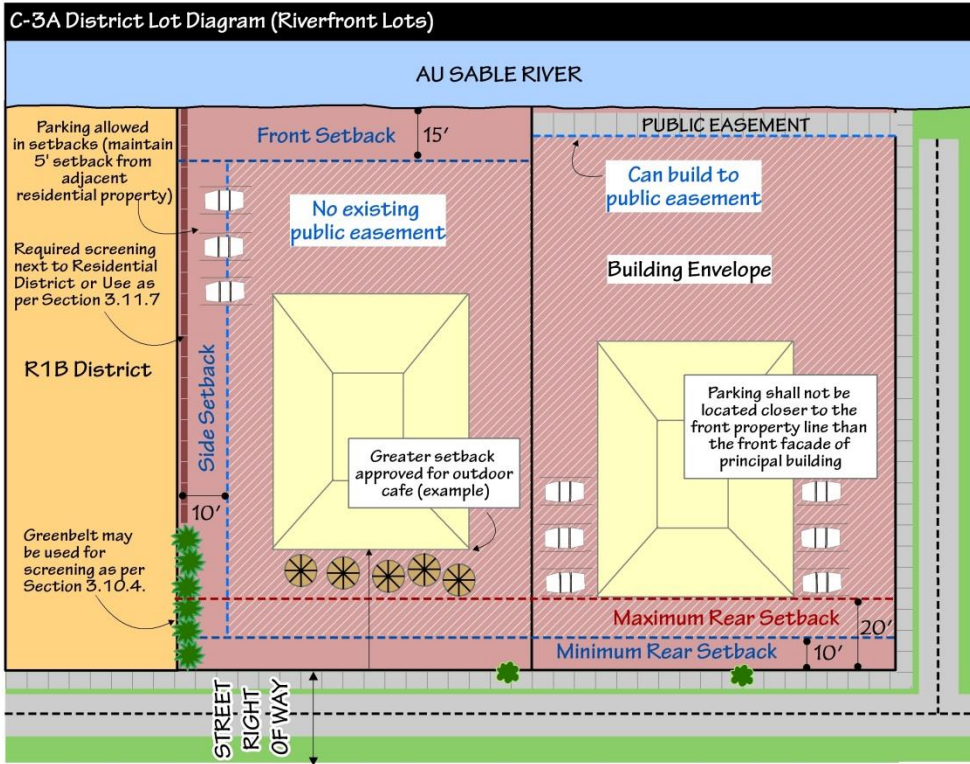 C-3A District Lot Diagram (Riverfront Lots)
AU SABLE RIVER
Parking allowed
in setbacks (maintain
5' setback from
adjacent
residential property)
Required screening
next to Residential
District or Use as
per Section 3.11.7
R1B District
Greenbelt may
be used for
screening as per
Section 3.10.4.
Front Setback
15'
No existing
public easement
Side Setback
10'
Greater setback
approved for outdoor
cafe (example)
PUBLIC EASEMENT
Can build to
public easement
Building Envelope
Parking shall not be
located closer to the
front property line than
the front facade of
principal building
Maximum Rear Setback
20'
Minimum Rear Setback
10'
STREET
RIGHT
OF WAY